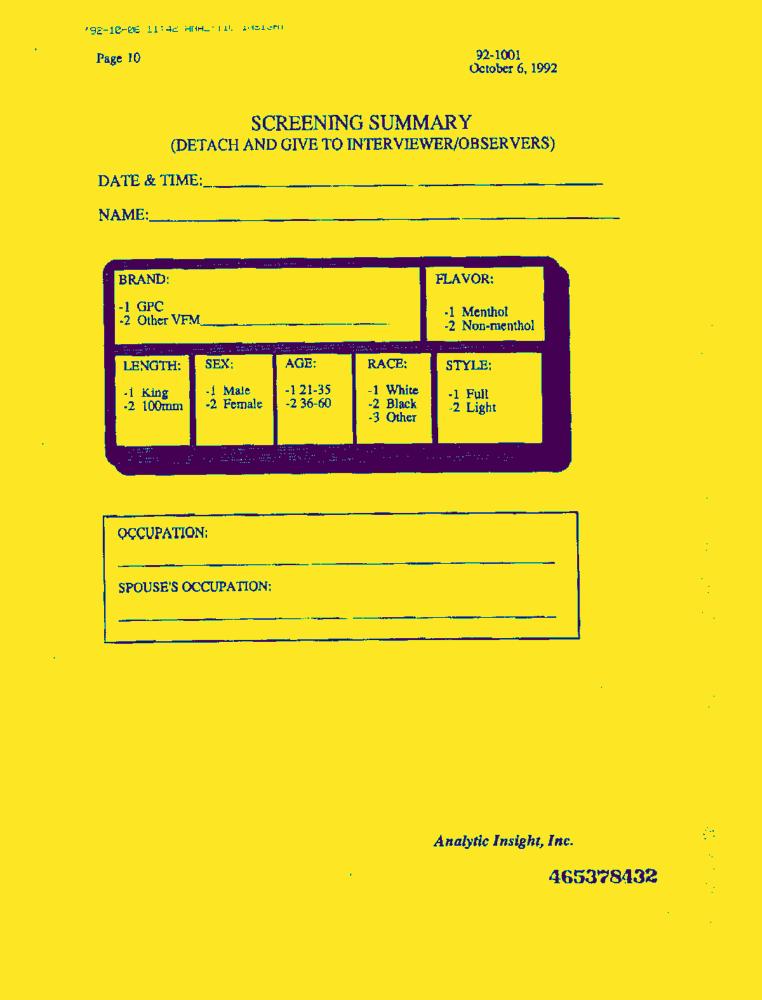 '92-10-06 11:42
Page 10
92-1001
October 6, 1992
SCREENING SUMMARY
(DETACH AND GIVE TO INTERVIEWER/OBSERVERS)
DATE & TIME:
NAME:
BRAND:
-1 GPC
-2 Other VFM
FLAVOR:
-1 Menthol
-2 Non-menthol
LENGTH:
-1 King
-2 100mm
SEX:
-1 Male
-2 Female
AGE:
-1 21-35
-2 36-60
RACE:
-1 White
-2 Black
-3 Other
STYLE:
-1 Full
-2 Light
OCCUPATION:
SPOUSE'S OCCUPATION:
Analytic Insight, Inc.
465378432